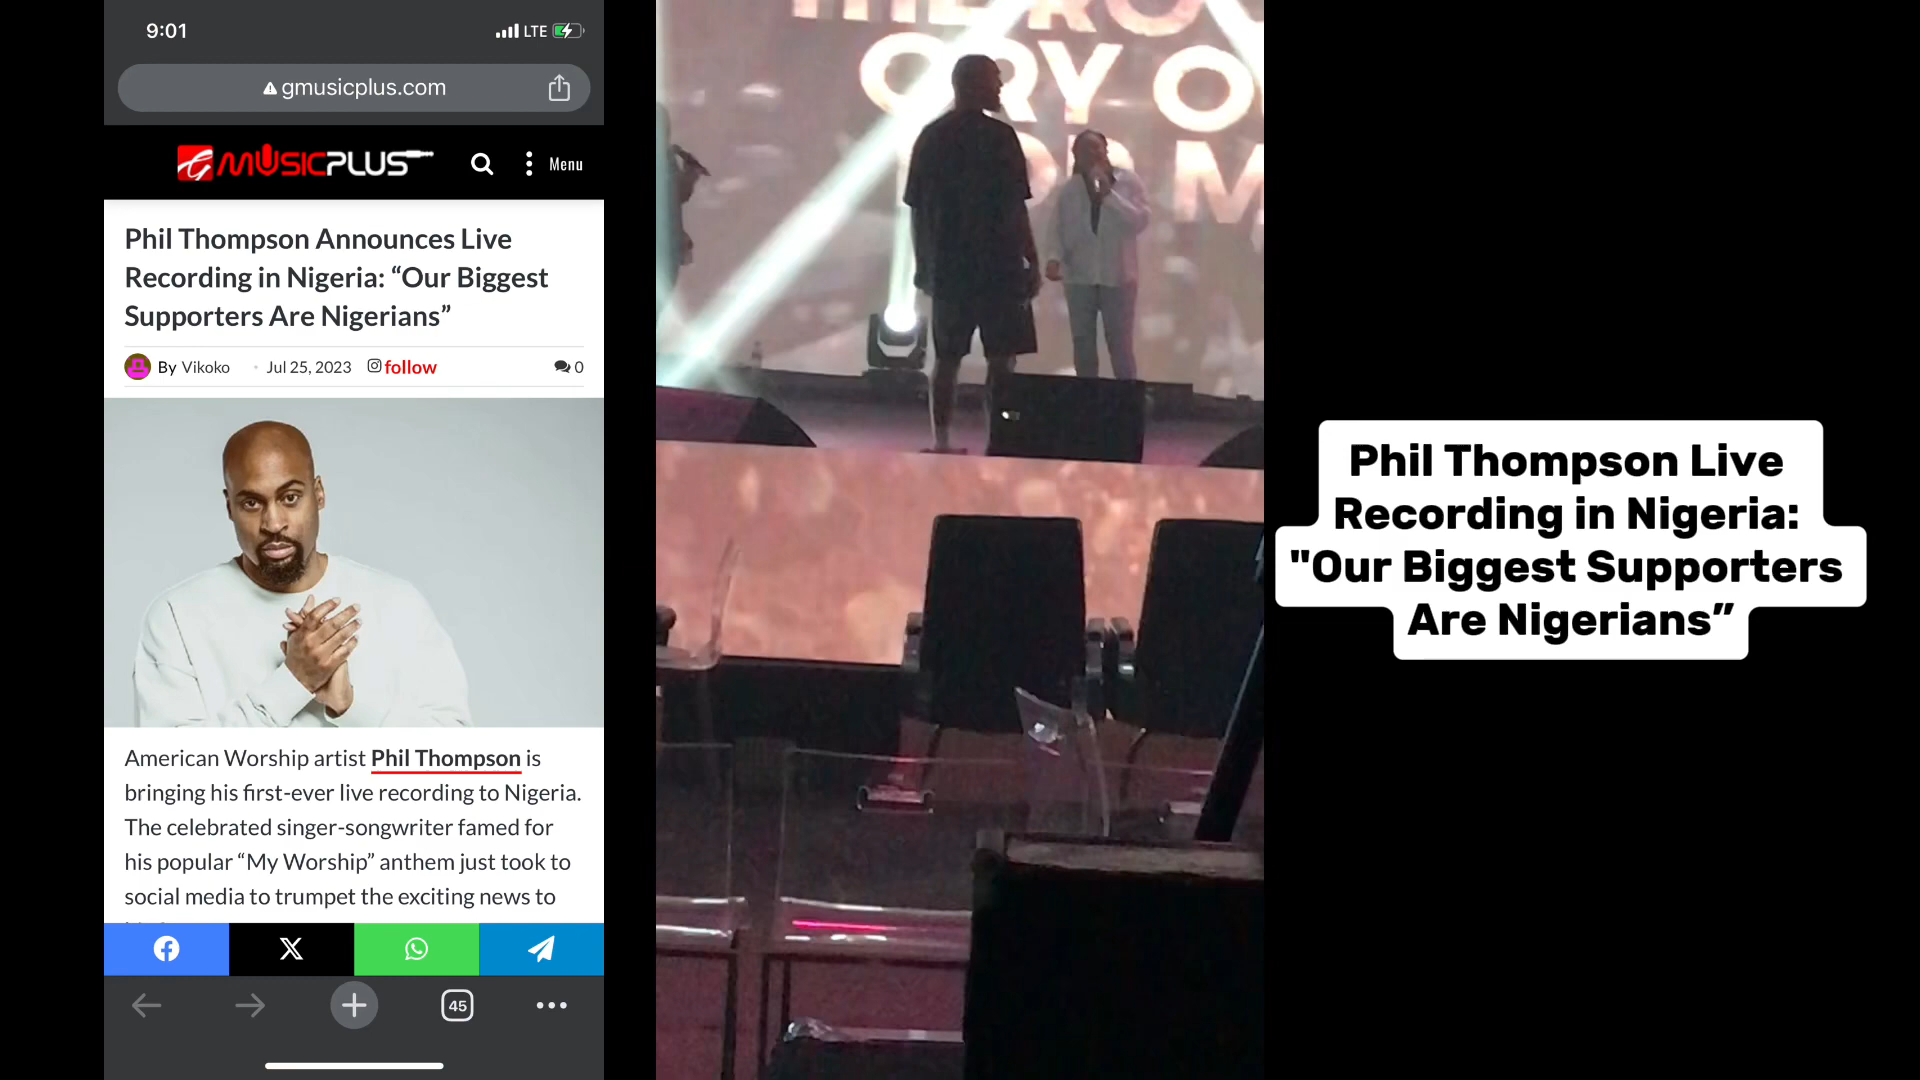 9:01
LTE
gmusicplus.com
G MUSICPLUS
Menu
Phil Thompson Announces Live
Recording in Nigeria: “Our Biggest
Supporters Are Nigerians”
By Vikoko
Jul 25, 2023
follow
0
American Worship artist Phil Thompson is
bringing his first-ever live recording to Nigeria.
The celebrated singer-songwriter famed for
his popular “My Worship” anthem just took to
social media to trumpet the exciting news to
45
CRY O
Phil Thompson Live
Recording in Nigeria:
"Our Biggest Supporters
Are Nigerians”